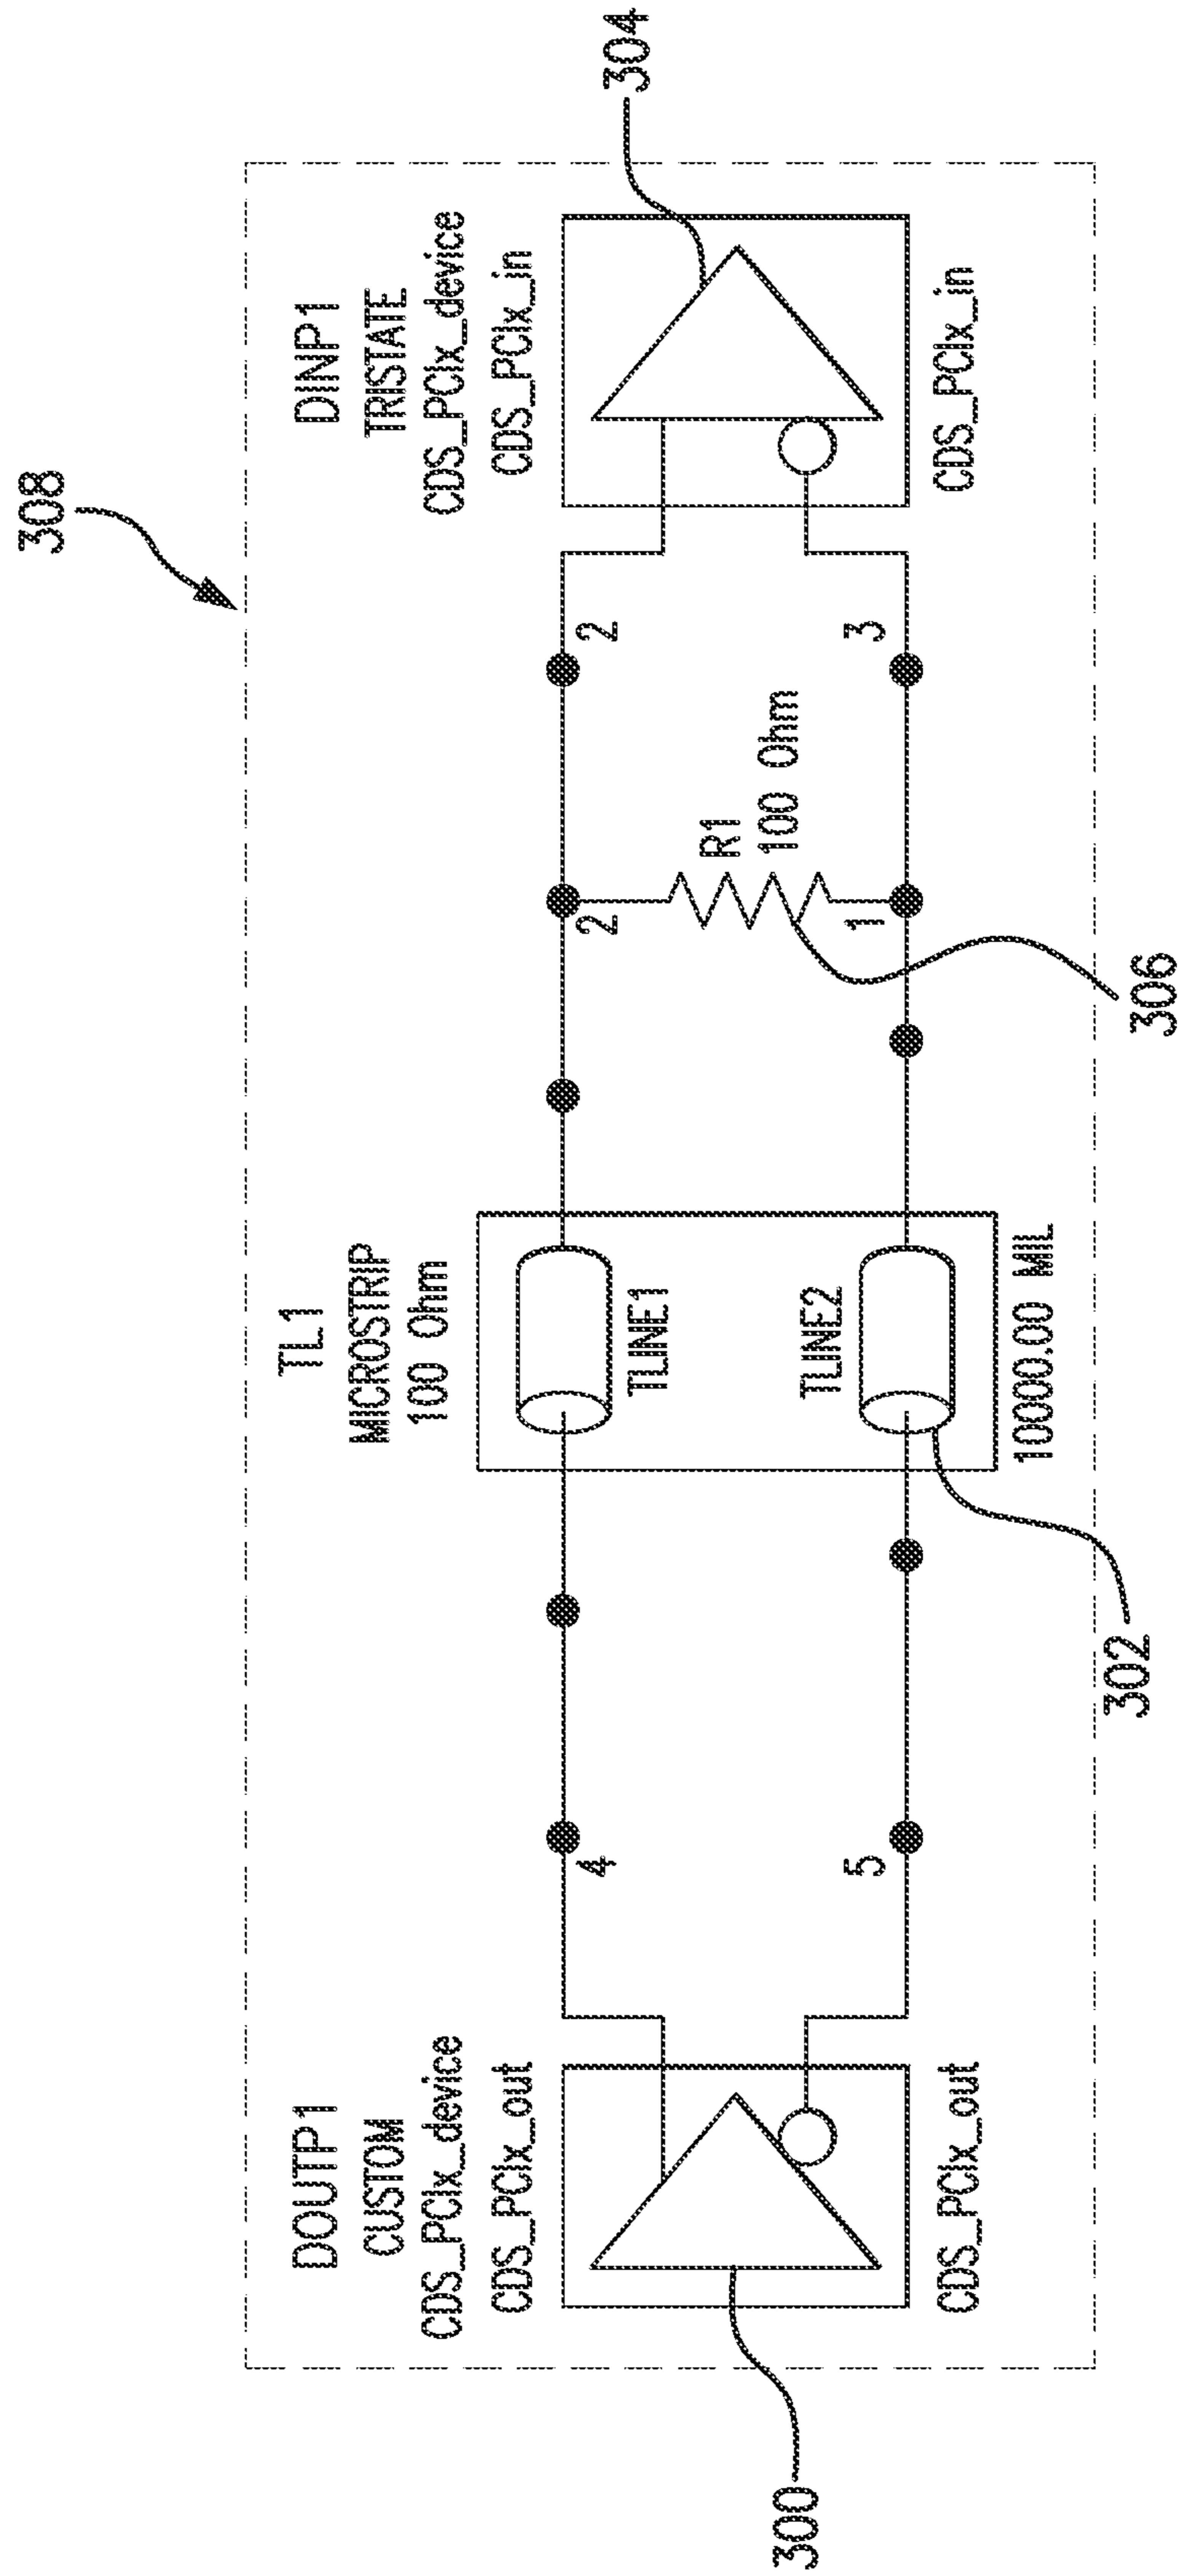 308
DOUTP1
CUSTOM
CDS_PCIx_device
CDS_PCIx_out
CDS_PCIx_out
300
4
5
TL1
MICROSTRIP
100 Ohm
TLINE1
TLINE2
10000.00 MIL
302
2
1
R1
100 Ohm
306
2
3
DINP1
TRISTATE
CDS_PCIx_device
CDS_PCIx_in
CDS_PCIx_in
304